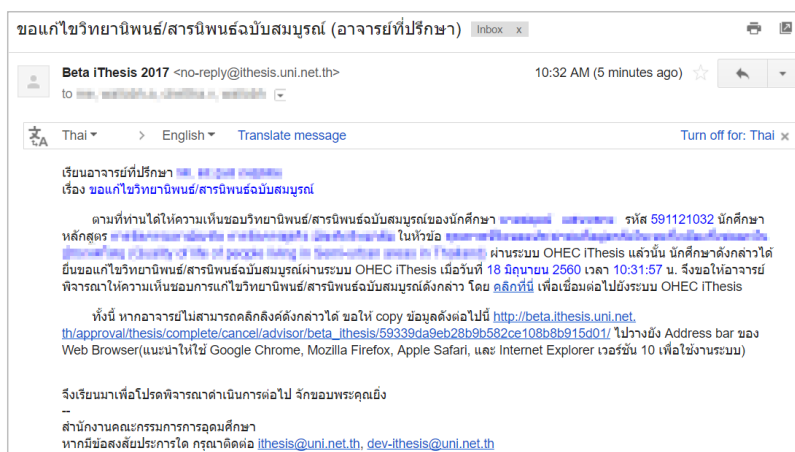 ขอแก้ไขวิทยานิพนธ์/สารนิพนธ์ฉบับสมบูรณ์ (อาจารย์ที่ปรึกษา) Inbox x
Beta iThesis 2017 <no-reply@ithesis.uni.net.th> 10:32 AM (5 minutes ago)
to
Thai > English Translate message Turn off for: Thai x
เรียนอาจารย์ที่ปรึกษา
เรื่อง ขอแก้ไขวิทยานิพนธ์/สารนิพนธ์ฉบับสมบูรณ์
ตามที่ท่านได้ให้ความเห็นชอบวิทยานิพนธ์/สารนิพนธ์ฉบับสมบูรณ์ของนักศึกษา รหัส 591121032 นักศึกษา
หลักสูตร ในหัวข้อ
ผ่านระบบ OHEC iThesis แล้วนั้น นักศึกษาดังกล่าวได้
ยื่นขอแก้ไขวิทยานิพนธ์/สารนิพนธ์ฉบับสมบูรณ์ผ่านระบบ OHEC iThesis เมื่อวันที่ 18 มิถุนายน 2560 เวลา 10:31:57 น. จึงขอให้อาจารย์
พิจารณาให้ความเห็นชอบการแก้ไขวิทยานิพนธ์/สารนิพนธ์ฉบับสมบูรณ์ดังกล่าว โดย คลิกที่นี่ เพื่อเชื่อมต่อไปยังระบบ OHEC iThesis
ทั้งนี้ หากอาจารย์ไม่สามารถคลิกลิงค์ดังกล่าวได้ ขอให้ copy ข้อมูลดังต่อไปนี้ http://beta.ithesis.uni.net.
th/approval/thesis/complete/cancel/advisor/beta_ithesis/59339da9eb28b9b582ce108b8b915d01/ ไปวางยัง Address bar ของ
Web Browser(แนะนำให้ใช้ Google Chrome, Mozilla Firefox, Apple Safari, และ Internet Explorer เวอร์ชัน 10 เพื่อใช้งานระบบ)
จึงเรียนมาเพื่อโปรดพิจารณาดำเนินการต่อไป จักขอบพระคุณยิ่ง
--
สำนักงานคณะกรรมการการอุดมศึกษา
หากมีข้อสงสัยประการใด กรุณาติดต่อ ithesis@uni.net.th, dev-ithesis@uni.net.th